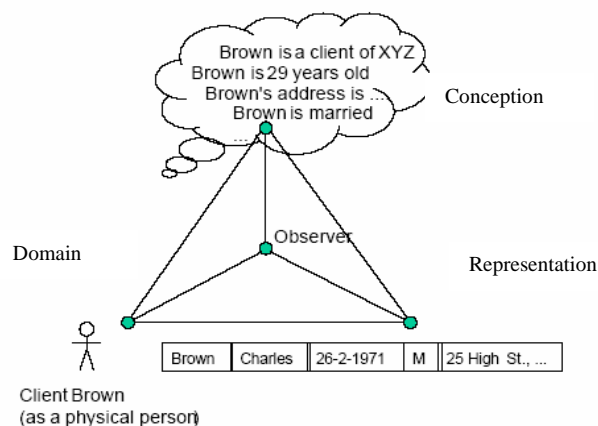 Brown is a client of XYZ
Brown is 29 years old
Brown's address is ...
Brown is married
...
Conception
Observer
Domain
Representation
Brown Charles 26-2-1971 M 25 High St., ...
Client Brown
(as a physical person)